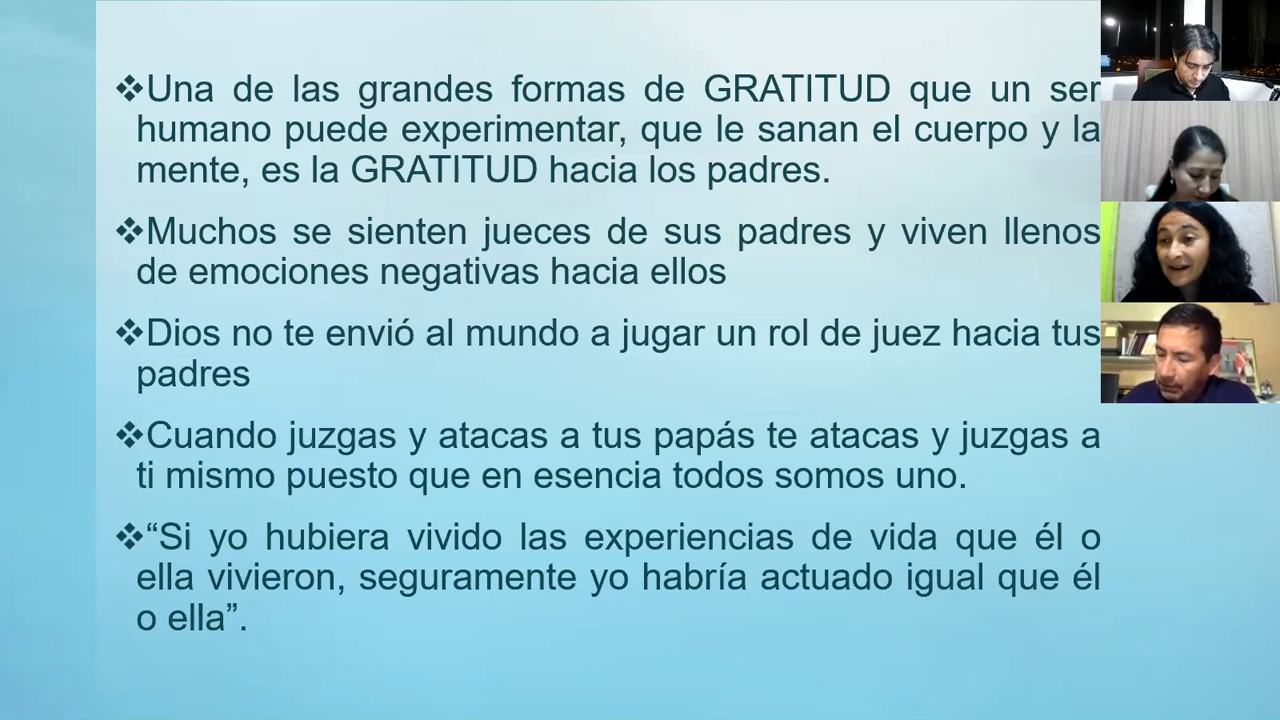 ❖Una de las grandes formas de GRATITUD que un ser
humano puede experimentar, que le sanan el cuerpo y la
mente, es la GRATITUD hacia los padres.
❖Muchos se sienten jueces de sus padres y viven llenos
de emociones negativas hacia ellos
❖Dios no te envió al mundo a jugar un rol de juez hacia tus
padres
❖Cuando juzgas y atacas a tus papás te atacas y juzgas a
ti mismo puesto que en esencia todos somos uno.
❖“Si yo hubiera vivido las experiencias de vida que él o
ella vivieron, seguramente yo habría actuado igual que él
o ella”.